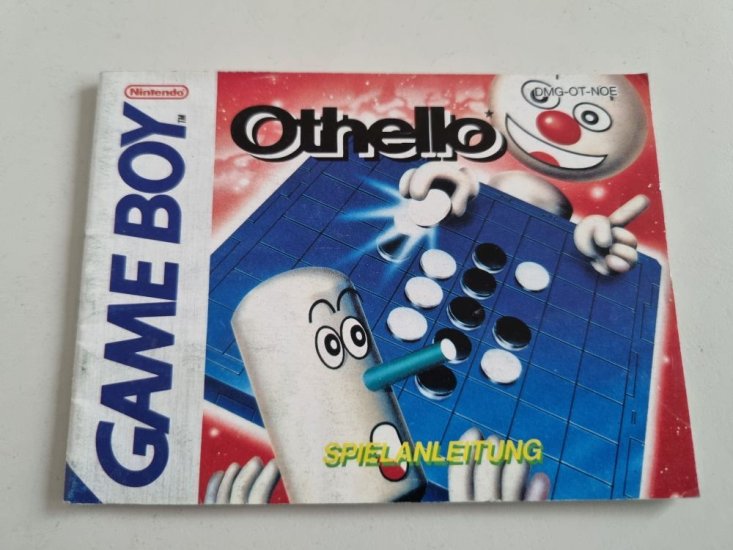 Nintendo
GAME BOY™
DMG-OT-NOE
Othello
SPIELANLEITUNG